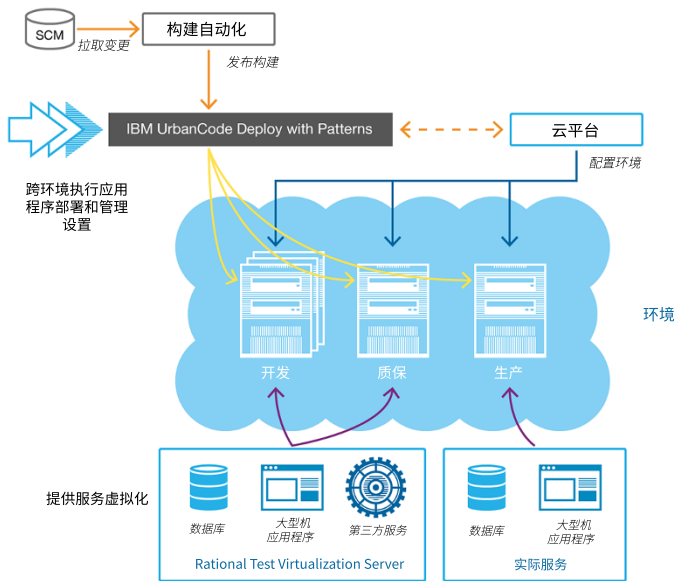 SCM
拉取变更
构建自动化
发布构建
IBM UrbanCode Deploy with Patterns
云平台
配置环境
跨环境执行应用
程序部署和管理
设置
环境
开发
质保
生产
提供服务虚拟化
数据库
大型机
应用程序
第三方服务
Rational Test Virtualization Server
数据库
大型机
应用程序
实际服务